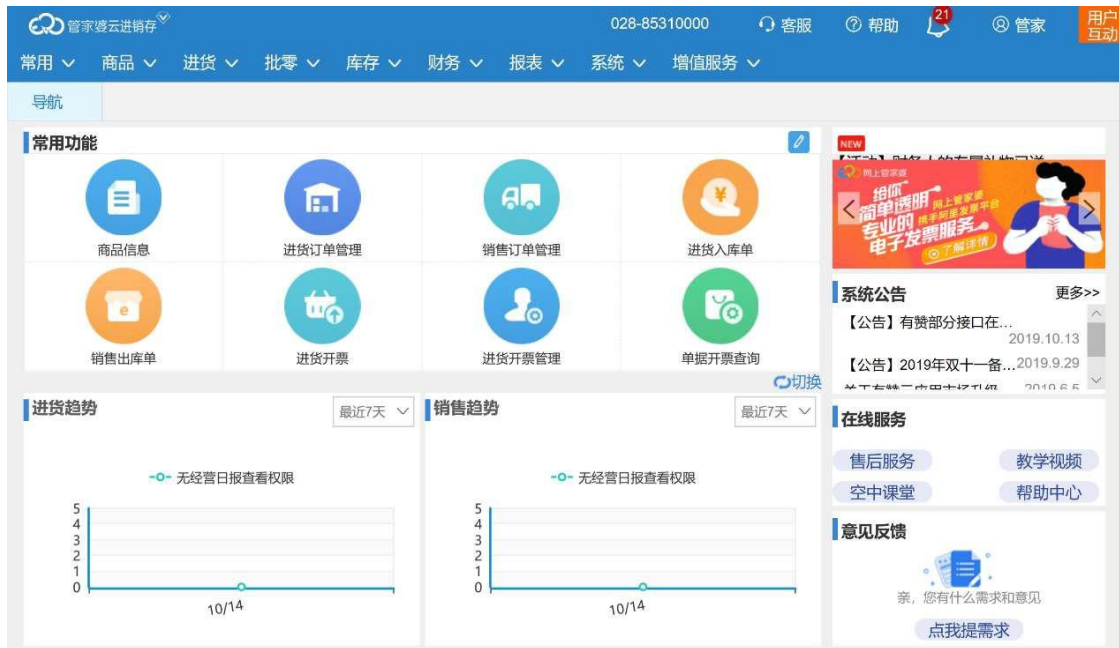 管家婆云进销存
028-85310000
客服
帮助
21
管家
用户
互动
常用 商品 进货 批零 库存 财务 报表 系统 增值服务
导航
常用功能
商品信息 进货订单管理 销售订单管理 进货入库单
销售出库单 进货开票 进货开票管理 单据开票查询
切换
进货趋势
最近7天
无经营日报查看权限
5
4
3
2
1
0
10/14
销售趋势
最近7天
无经营日报查看权限
5
4
3
2
1
0
10/14
NEW
网上管家婆
给你
简单透明
专业的
电子发票服务
网上管家婆
携手阿里发票平台
了解详情
系统公告
更多>>
【公告】有赞部分接口在...
2019.10.13
【公告】2019年双十一备...2019.9.29
在线服务
售后服务 教学视频
空中课堂 帮助中心
意见反馈
亲，您有什么需求和意见
点我提需求